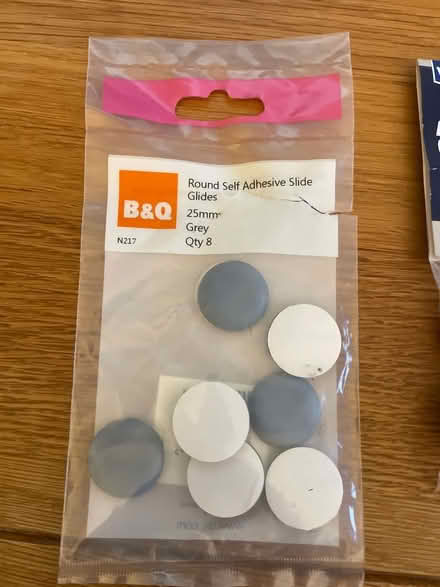 B&Q
Round Self Adhesive Slide
Glides
25mm
Grey
Qty 8
N217